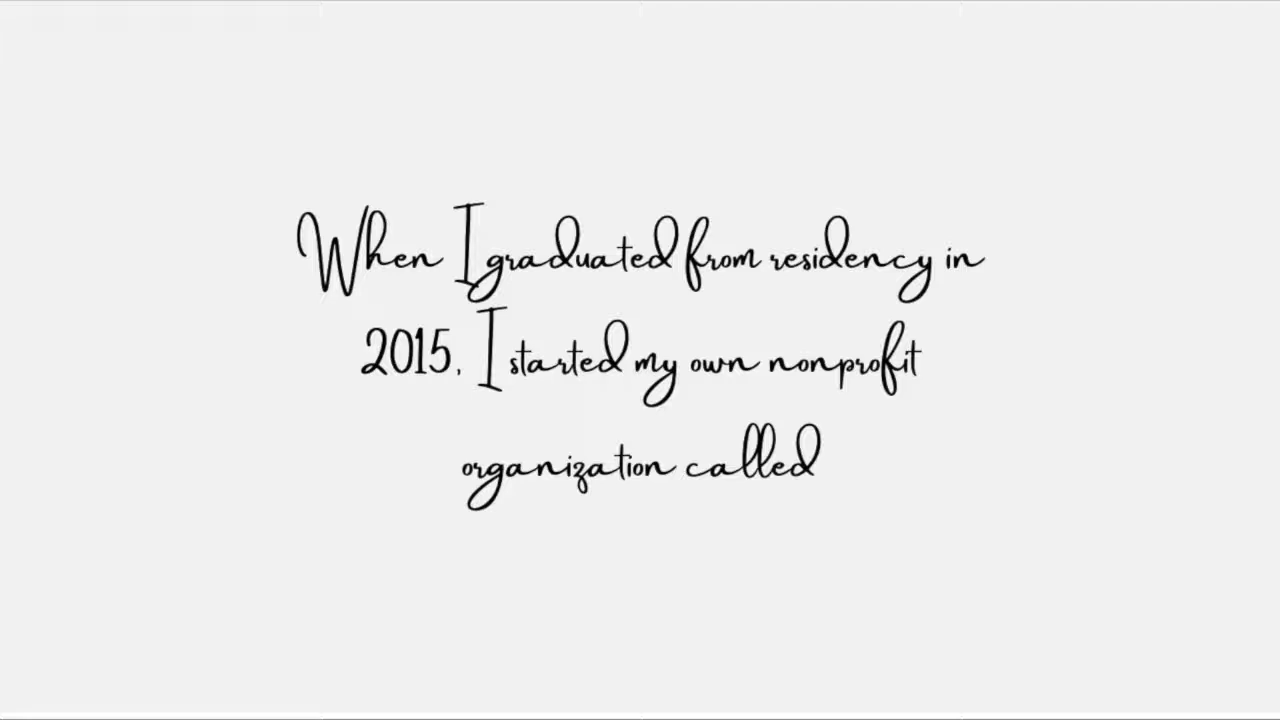 When I graduated from residency in
2015, I started my own nonprofit
organization called